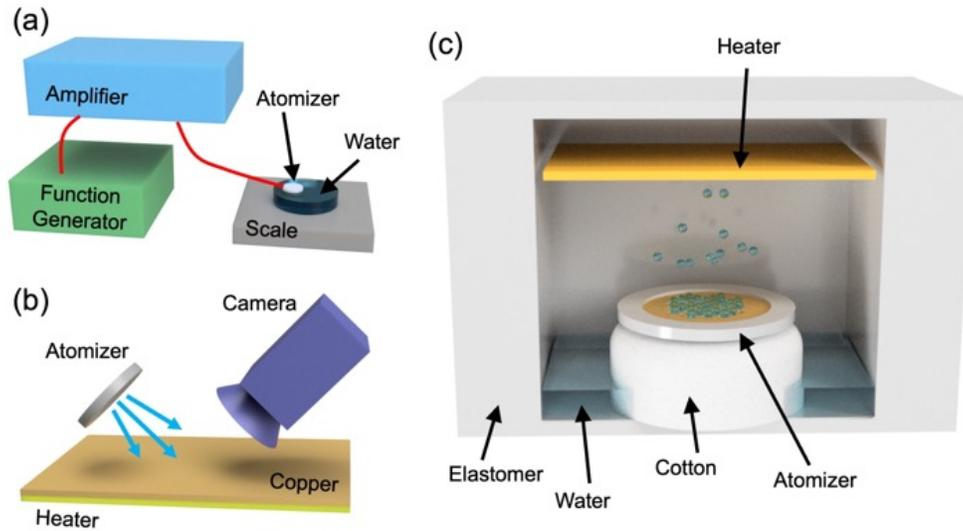 (a)
Amplifier
Atomizer
Water
Function
Generator
Scale
(b)
Camera
Atomizer
Copper
Heater
(c)
Heater
Elastomer
Water
Cotton
Atomizer